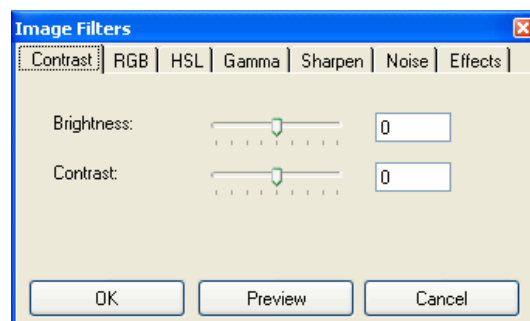 Image Filters
Contrast RGB HSL Gamma Sharpen Noise Effects
Brightness: 0
Contrast: 0
OK Preview Cancel